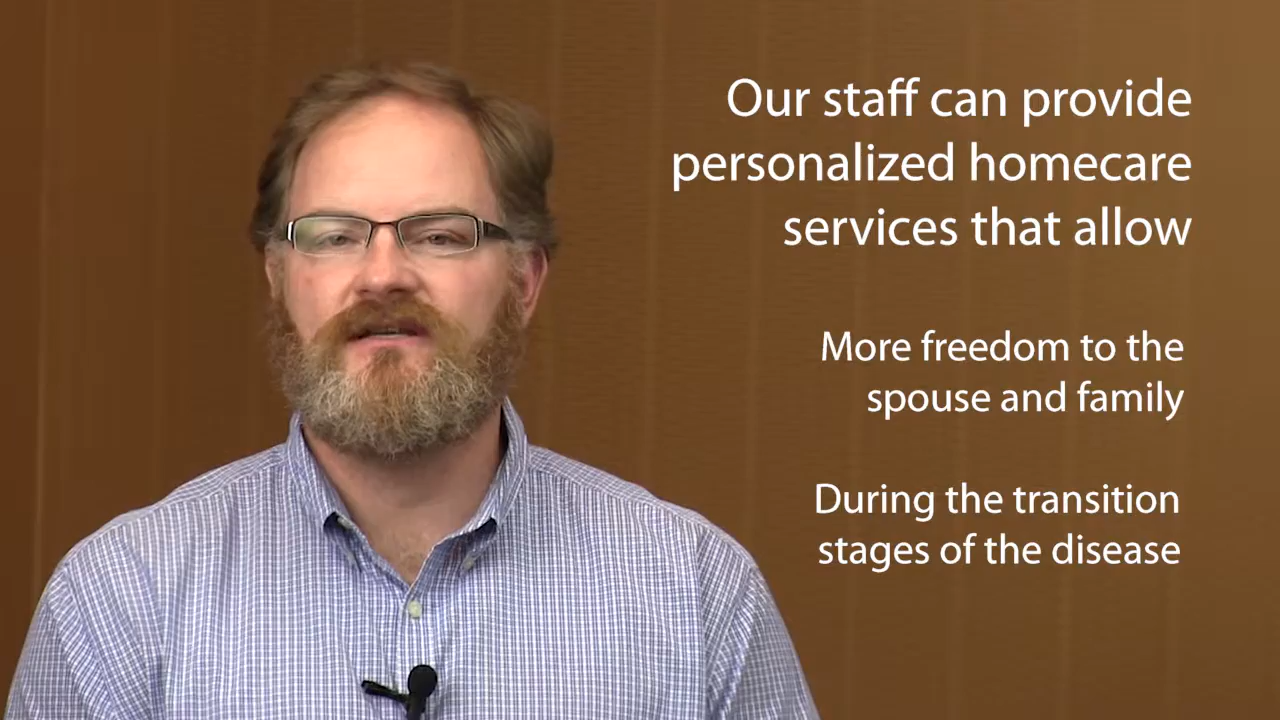 Our staff can provide
personalized homecare
services that allow
More freedom to the
spouse and family
During the transition
stages of the disease